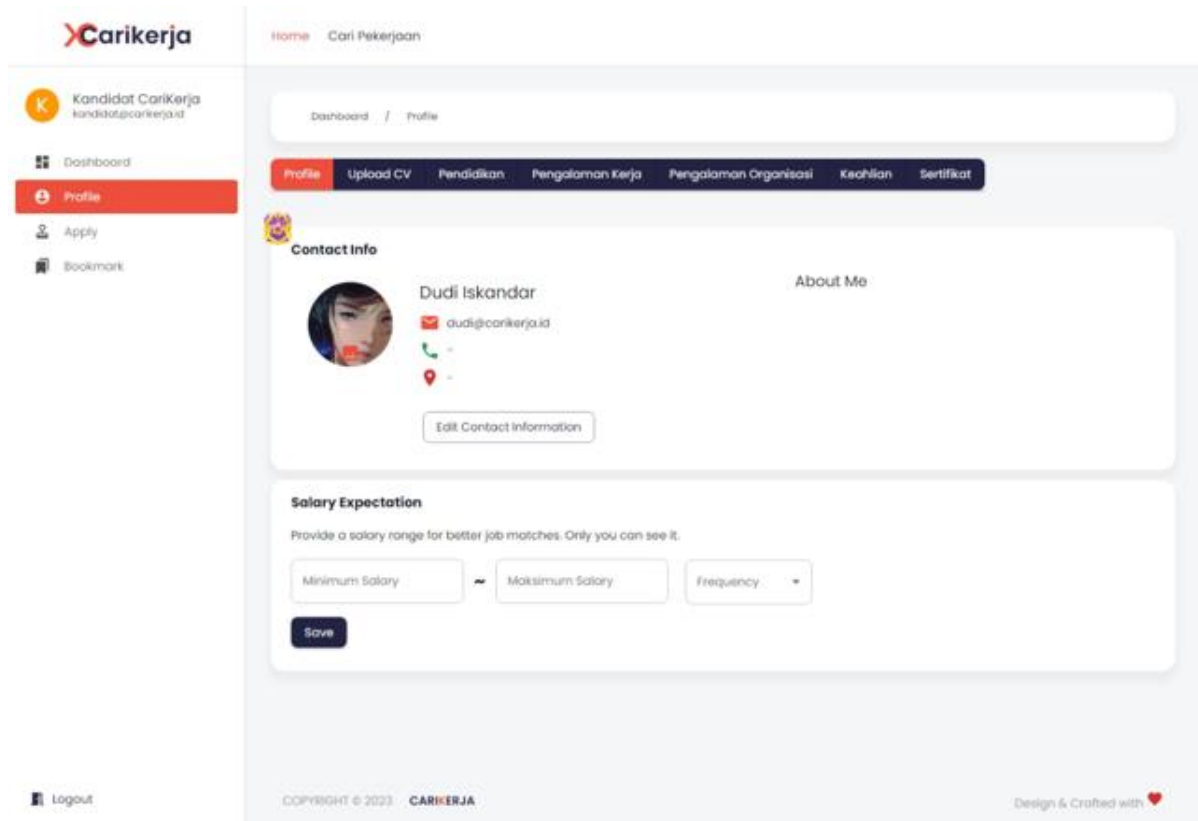 Carikerja
Home Cari Pekerjaan
K
Kandidat CariKerja
kandidat@carikerja.id
Dashboard / Profile
Dashboard
Profile
Apply
Bookmark
Profile Upload CV Pendidikan Pengalaman Kerja Pengalaman Organisasi Keahlian Sertifikat
Contact Info
Dudi Iskandar
dudi@carikerja.id
-
-
Edit Contact Information
About Me
Salary Expectation
Provide a salary range for better job matches. Only you can see it.
Minimum Salary ~ Maksimum Salary Frequency
Save
Logout
COPYRIGHT © 2023 CARIKERJA
Design & Crafted with